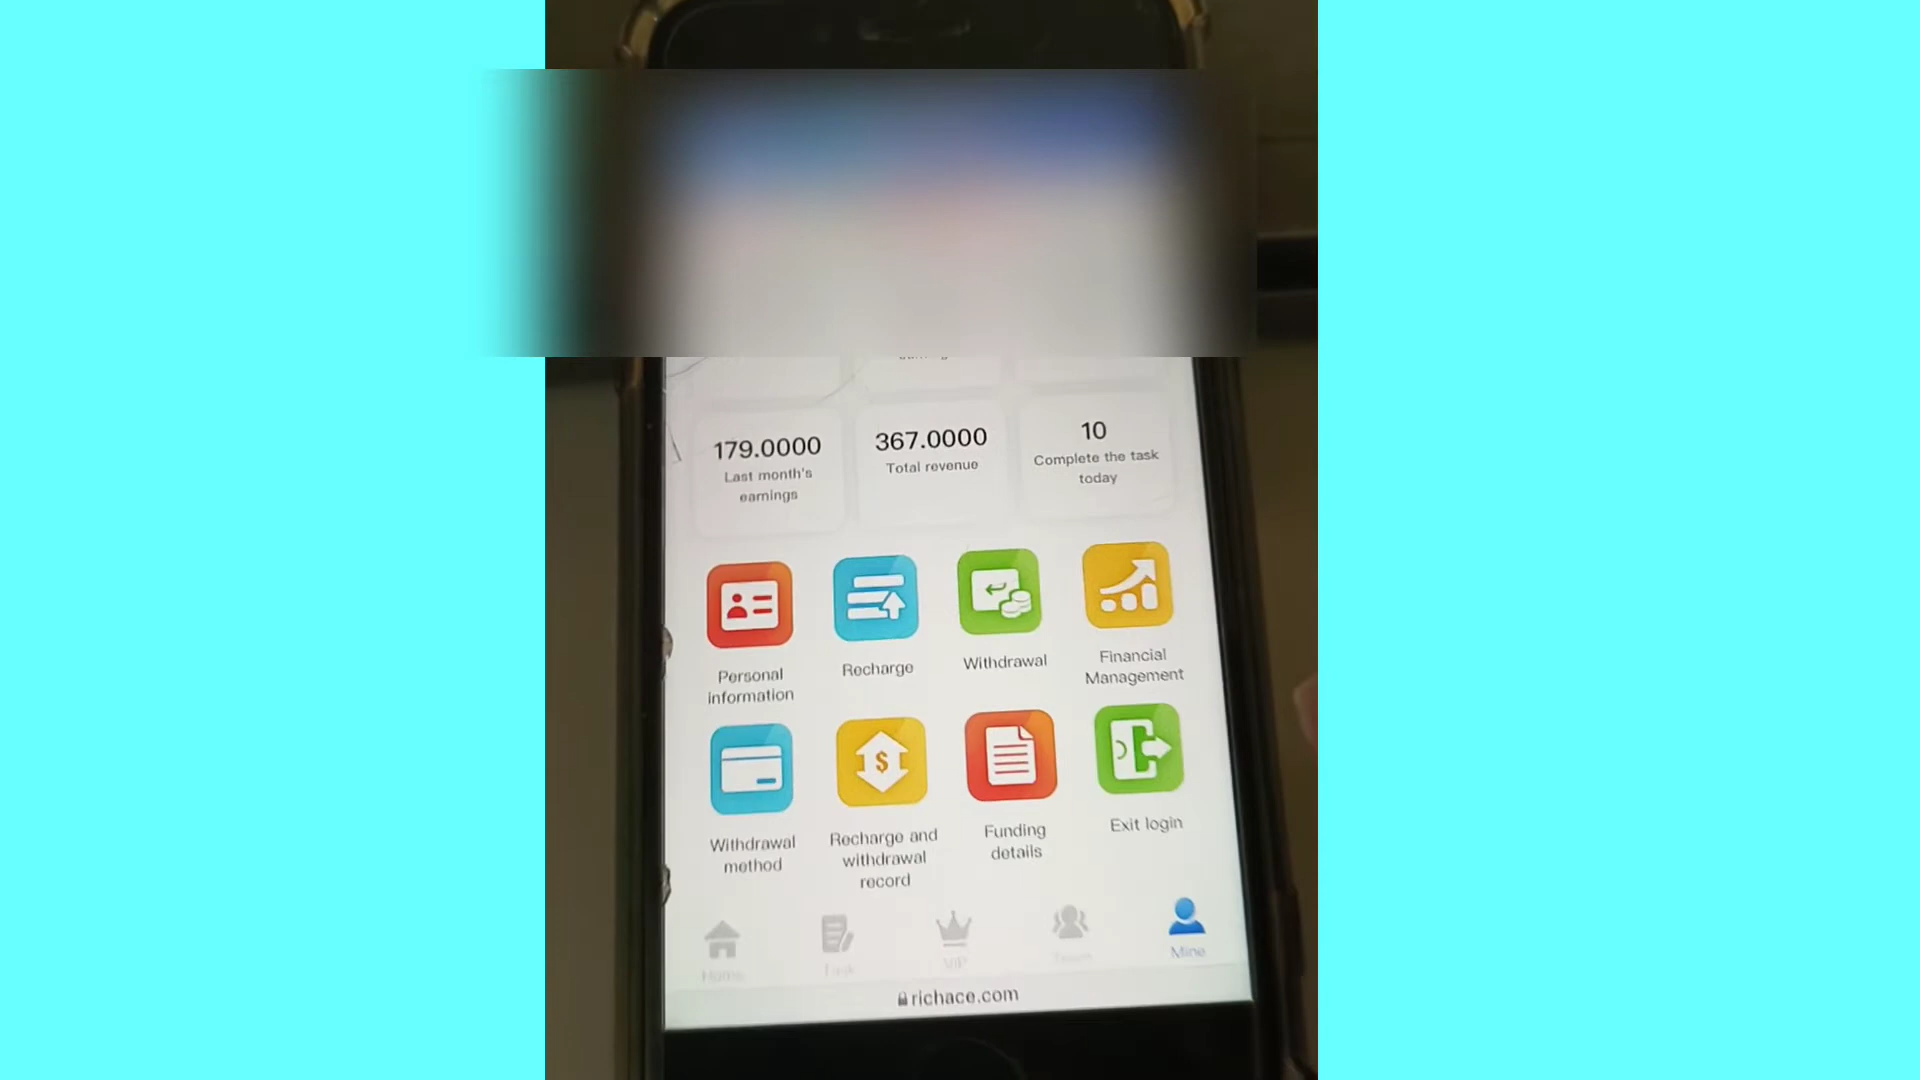 179.0000
Last month's
earnings
367.0000
Total revenue
10
Complete the task
today
Personal
information
Recharge
Withdrawal
Financial
Management
Withdrawal
method
Recharge and
withdrawal
record
Funding
details
Exit login
Home
Task
VIP
Team
Mine
richace.com